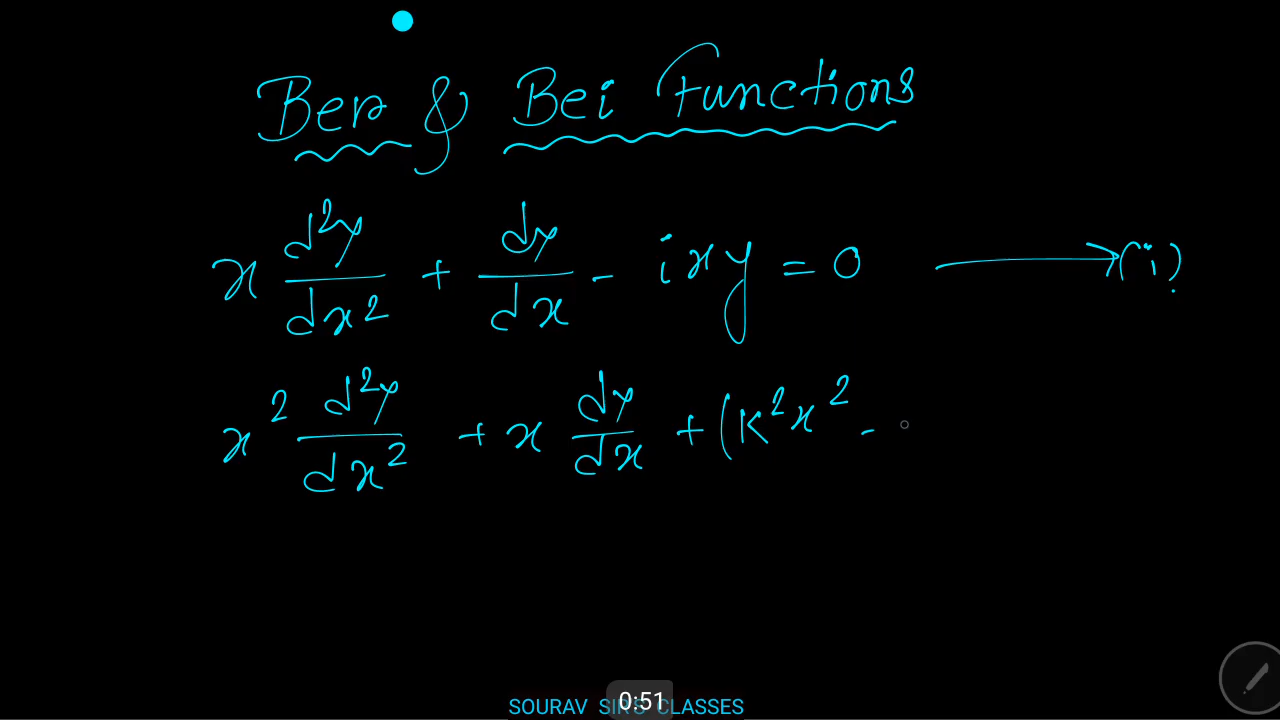 Ber & Bei Functions
x d²y/dx² + dy/dx - ixy = 0 → (i)
x² d²y/dx² + x dy/dx + (K²x² -
0:51
SOURAV SIR'S CLASSES